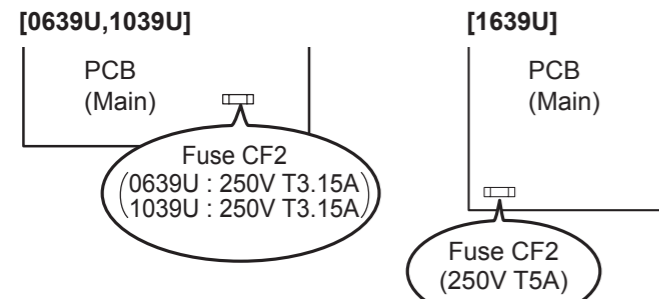 [0639U,1039U]
PCB
(Main)
Fuse CF2
(0639U : 250V T3.15A
1039U : 250V T3.15A)
[1639U]
PCB
(Main)
Fuse CF2
(250V T5A)